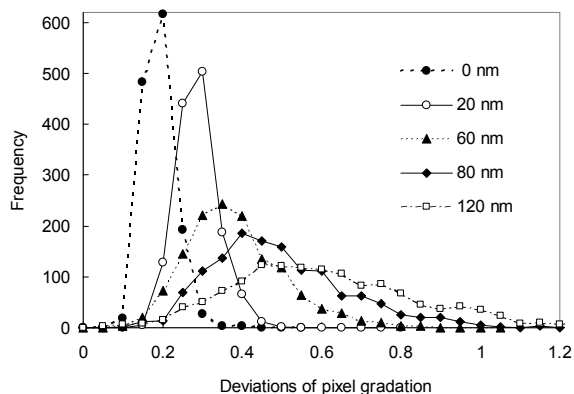 600
500
400
300
200
100
0
Frequency
0 nm
20 nm
60 nm
80 nm
120 nm
0 0.2 0.4 0.6 0.8 1 1.2
Deviations of pixel gradation